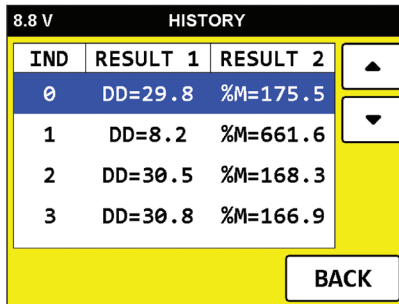 8.8 V HISTORY
IND RESULT 1 RESULT 2
0 DD=29.8 %M=175.5
1 DD=8.2 %M=661.6
2 DD=30.5 %M=168.3
3 DD=30.8 %M=166.9
BACK